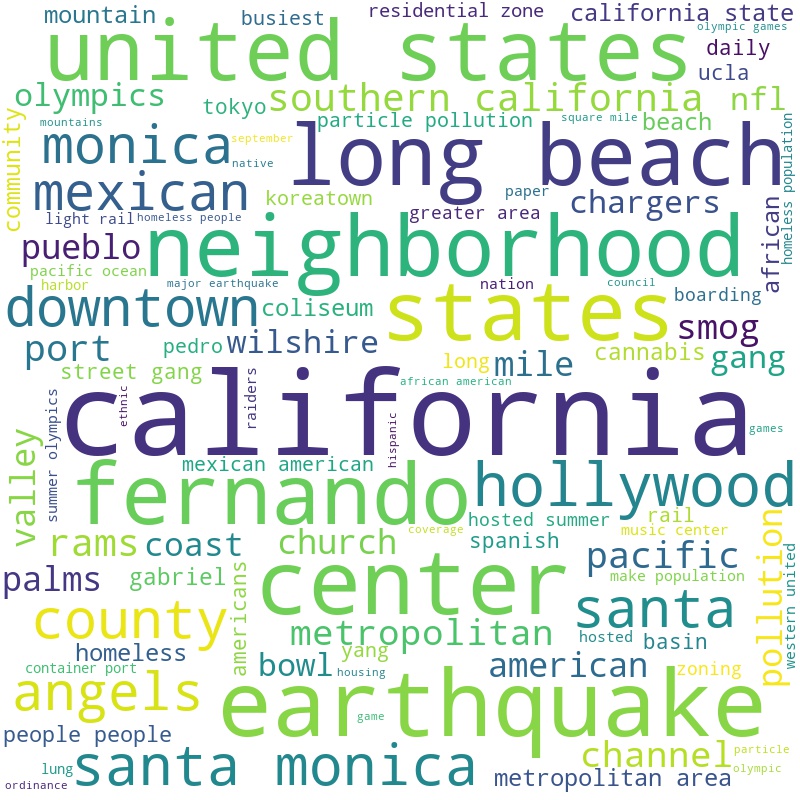 mountain
busiest
residential zone
california state
olympic games
united states
daily
ucla
olympics
tokyo
southern california
nfl
community
mountains
particle pollution
square mile
beach
homeless population
monica
september
native
long beach
mexican
koreatown
paper
chargers
african
light rail
homeless people
greater area
pueblo
neighborhood
pacific ocean
harbor
major earthquake
nation
council
boarding
downtown
coliseum
states
smog
port
pedro
wilshire
long
mile
cannabis
gang
street gang
african american
summer olympics
ethnic
raiders
california
hispanic
games
valley
mexican american
fernando
hollywood
rams
coast
church
coverage
hosted summer
spanish
rail
music center
pollution
western united
palms
gabriel
americans
center
pacific
make population
santa
county
metropolitan
hosted
basin
homeless
yang
container port
bowl
housing
american
zoning
angels
game
earthquake
people people
channel
particle
lung
santa monica
olympic
ordinance
metropolitan area